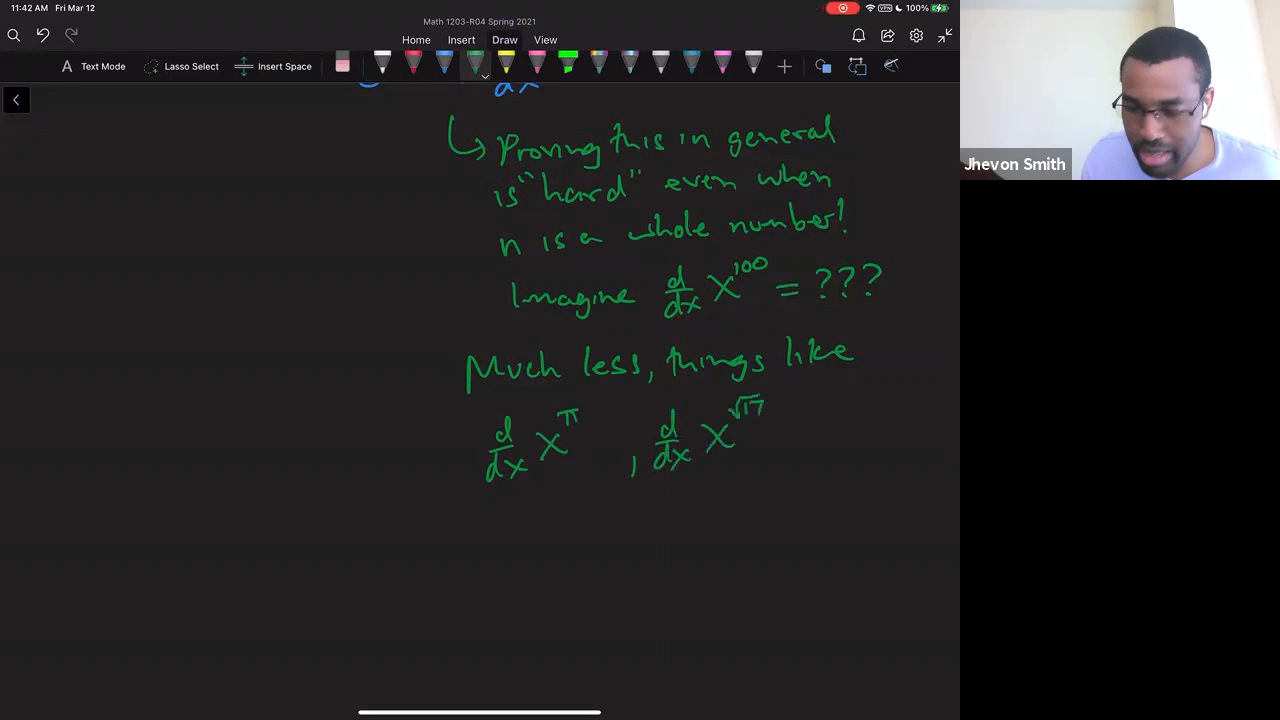 11:42 AM Fri Mar 12
VPN
100%
Math 1203-R04 Spring 2021
Home Insert Draw View
Text Mode Lasso Select Insert Space
dx
Proving this in general
is "hard" even when
n is a whole number!
Imagine d/dx x^100 = ???
Much less, things like
d/dx x^π , d/dx x^√17
Jhevon Smith